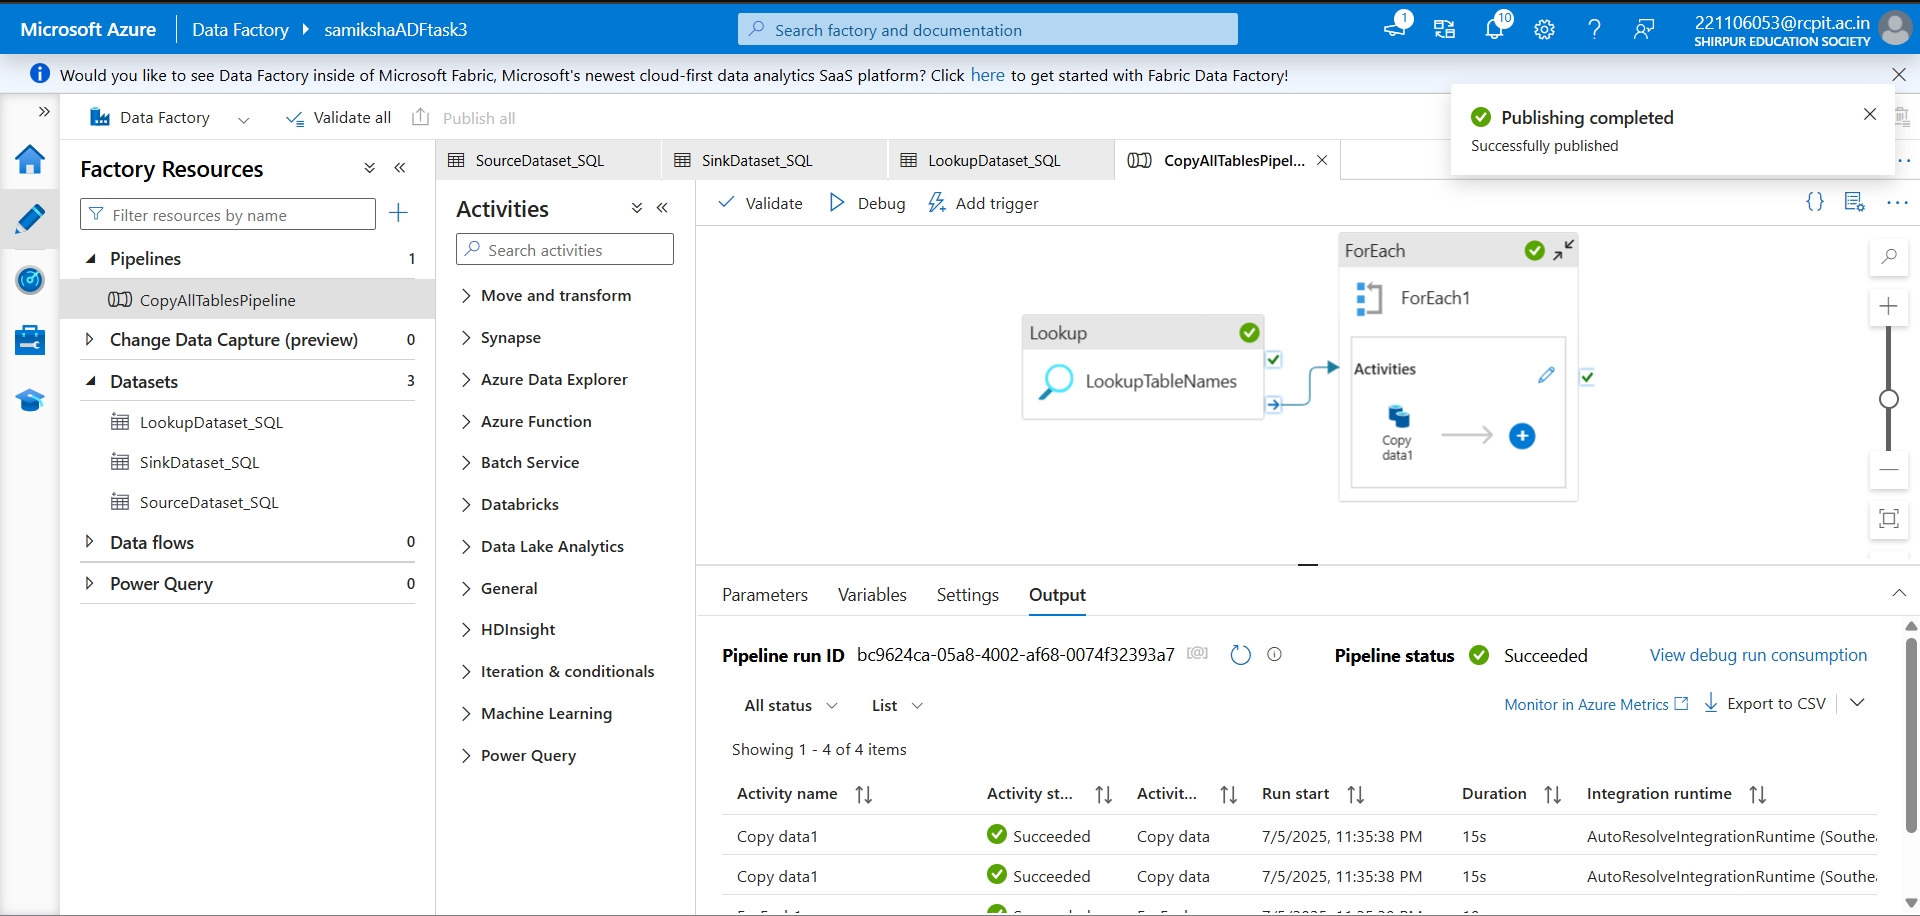 Microsoft Azure
Data Factory
samikshaADFtask3
Search factory and documentation
1
10
221106053@rcpit.ac.in
SHIRPUR EDUCATION SOCIETY
Would you like to see Data Factory inside of Microsoft Fabric, Microsoft's newest cloud-first data analytics SaaS platform? Click here to get started with Fabric Data Factory!
Data Factory
Validate all
Publish all
Publishing completed
Successfully published
Factory Resources
Filter resources by name
Pipelines 1
CopyAllTablesPipeline
Change Data Capture (preview) 0
Datasets 3
LookupDataset_SQL
SinkDataset_SQL
SourceDataset_SQL
Data flows 0
Power Query 0
SourceDataset_SQL
SinkDataset_SQL
LookupDataset_SQL
CopyAllTablesPipel...
Activities
Search activities
Move and transform
Synapse
Azure Data Explorer
Azure Function
Batch Service
Databricks
Data Lake Analytics
General
HDInsight
Iteration & conditionals
Machine Learning
Power Query
Validate
Debug
Add trigger
Lookup
LookupTableNames
ForEach
ForEach1
Activities
Copy
data1
Parameters
Variables
Settings
Output
Pipeline run ID bc9624ca-05a8-4002-af68-0074f32393a7
Pipeline status Succeeded
View debug run consumption
All status
List
Monitor in Azure Metrics
Export to CSV
Showing 1 - 4 of 4 items
Activity name Activity st... Activit... Run start Duration Integration runtime
Copy data1 Succeeded Copy data 7/5/2025, 11:35:38 PM 15s AutoResolveIntegrationRuntime (Southe
Copy data1 Succeeded Copy data 7/5/2025, 11:35:38 PM 15s AutoResolveIntegrationRuntime (Southe